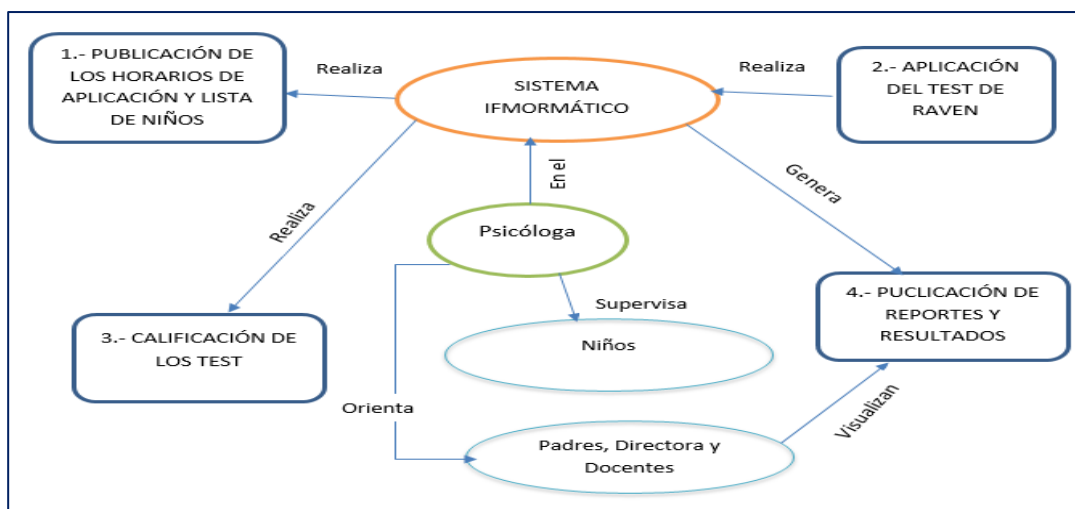 1.- PUBLICACIÓN DE
LOS HORARIOS DE
APLICACIÓN Y LISTA
DE NIÑOS
Realiza
SISTEMA
IFMORMÁTICO
Realiza
2.- APLICACIÓN
DEL TEST DE
RAVEN
En el
Genera
Realiza
Psicóloga
Supervisa
3.- CALIFICACIÓN DE
LOS TEST
Niños
4.- PUCLICACIÓN DE
REPORTES Y
RESULTADOS
Orienta
Padres, Directora y
Docentes
Visualizan